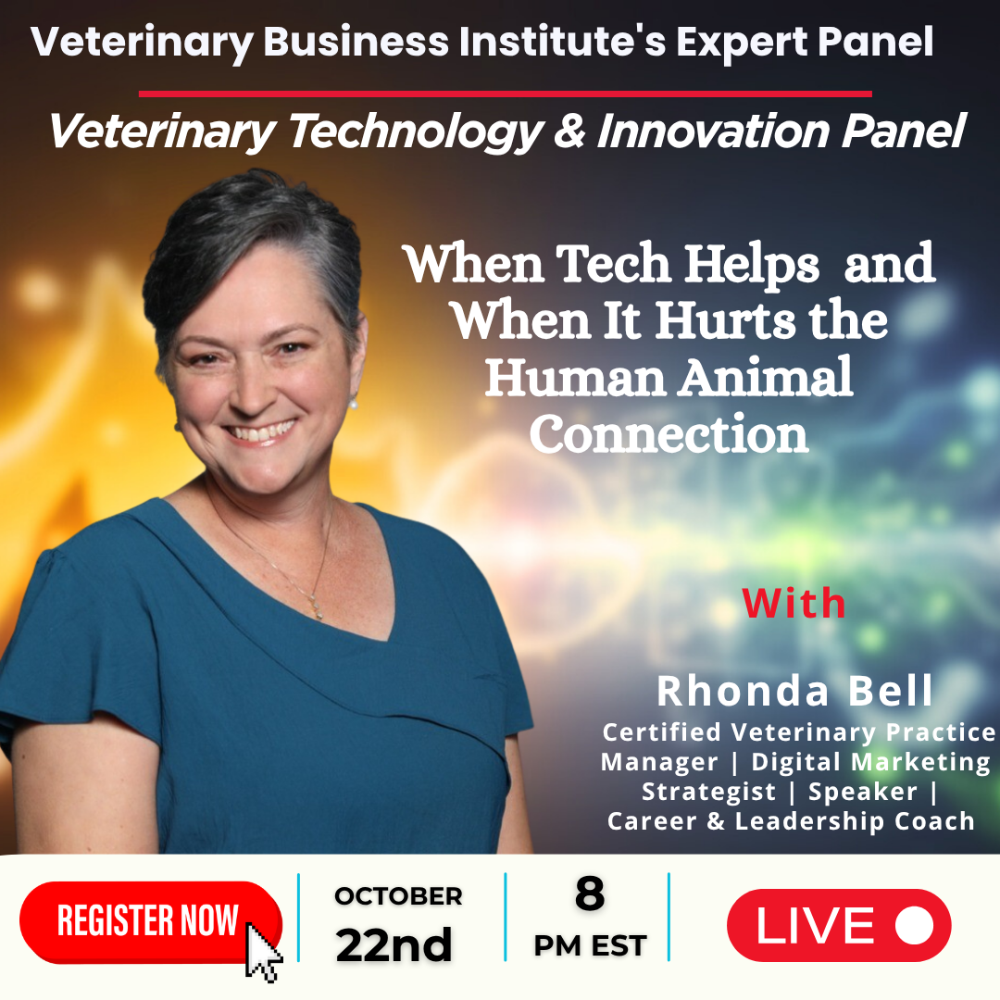 Veterinary Business Institute's Expert Panel
Veterinary Technology & Innovation Panel
When Tech Helps and
When It Hurts the
Human Animal
Connection
With
Rhonda Bell
Certified Veterinary Practice
Manager | Digital Marketing
Strategist | Speaker |
Career & Leadership Coach
REGISTER NOW
OCTOBER
22nd
8
PM EST
LIVE